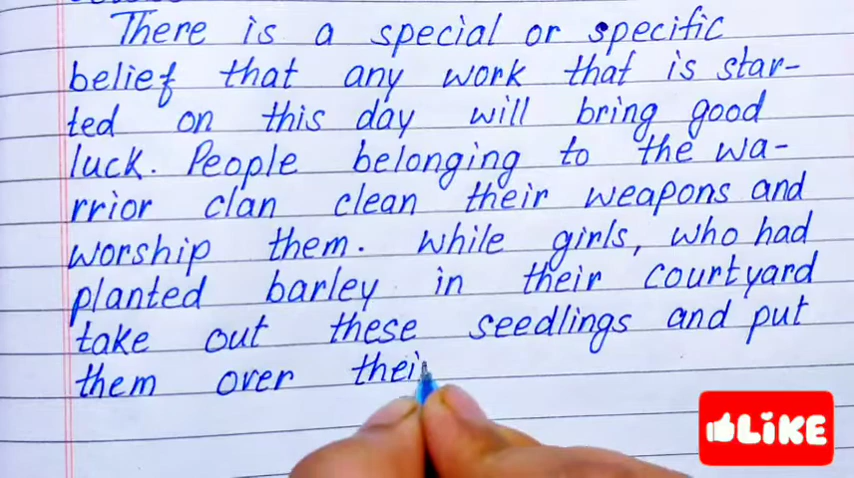 There is a special or specific
belief that any work that is star-
ted on this day will bring good
luck. People belonging to the wa-
rrior clan clean their weapons and
worship them. While girls, who had
planted barley in their courtyard
take out these seedlings and put
them over thei
LIKE